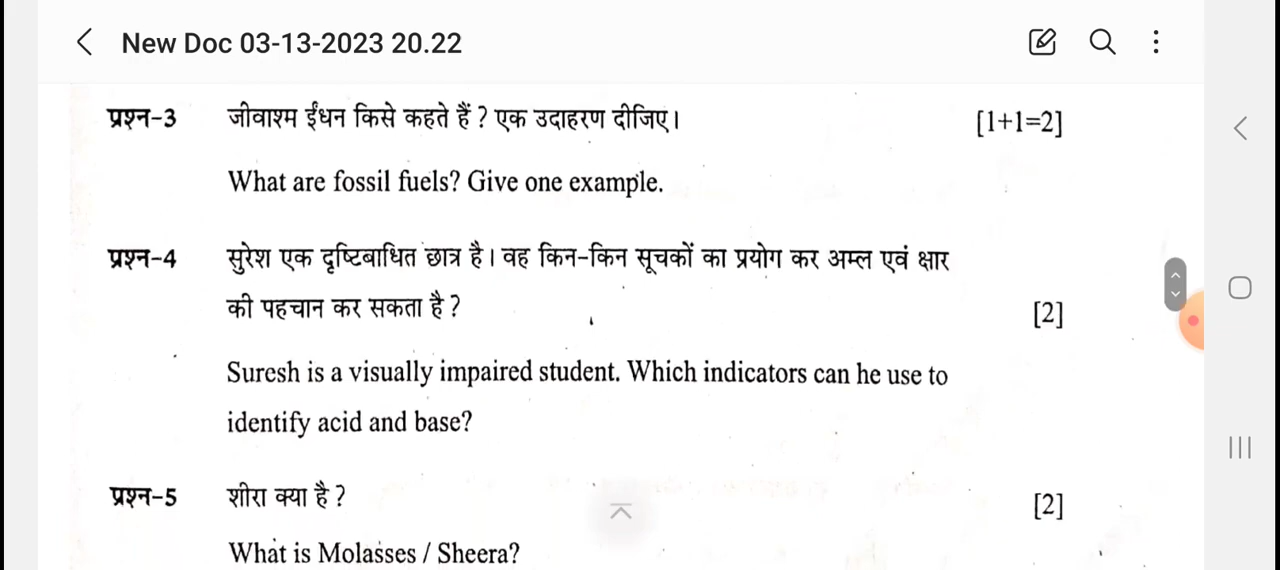 New Doc 03-13-2023 20.22
प्रश्न-3 जीवाश्म ईंधन किसे कहते हैं ? एक उदाहरण दीजिए। [1+1=2]
What are fossil fuels? Give one example.
प्रश्न-4 सुरेश एक दृष्टिबाधित छात्र है। वह किन-किन सूचकों का प्रयोग कर अम्ल एवं क्षार
की पहचान कर सकता है ? [2]
Suresh is a visually impaired student. Which indicators can he use to
identify acid and base?
प्रश्न-5 शीरा क्या है ? [2]
What is Molasses / Sheera?